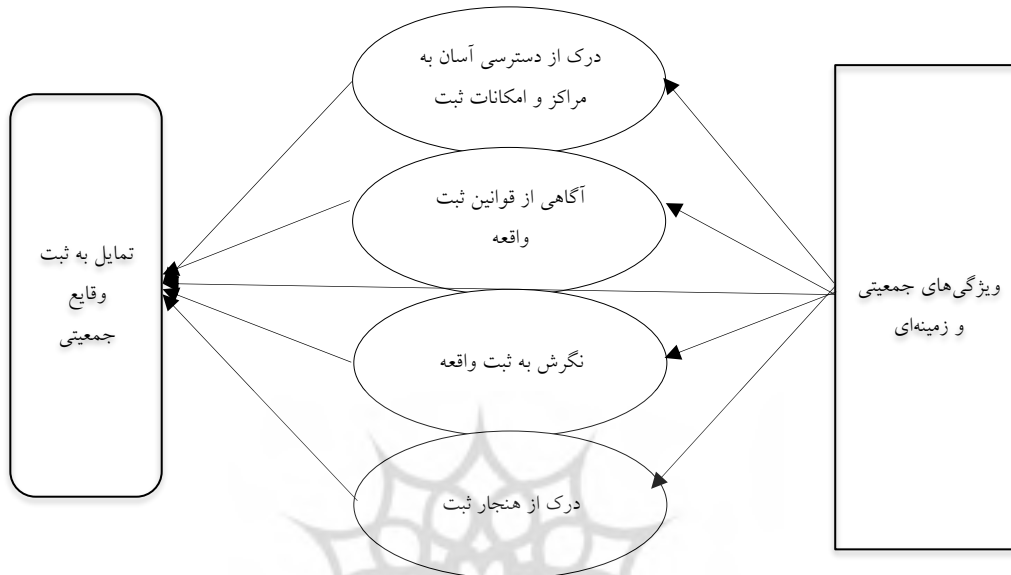 درک از دسترسی آسان به
مراکز و امکانات ثبت
آگاهی از قوانین ثبت
واقعه
ویژگی‌های جمعیتی
و زمینه‌ای
تمایل به ثبت
وقایع
جمعیتی
نگرش به ثبت واقعه
درک از هنجار ثبت